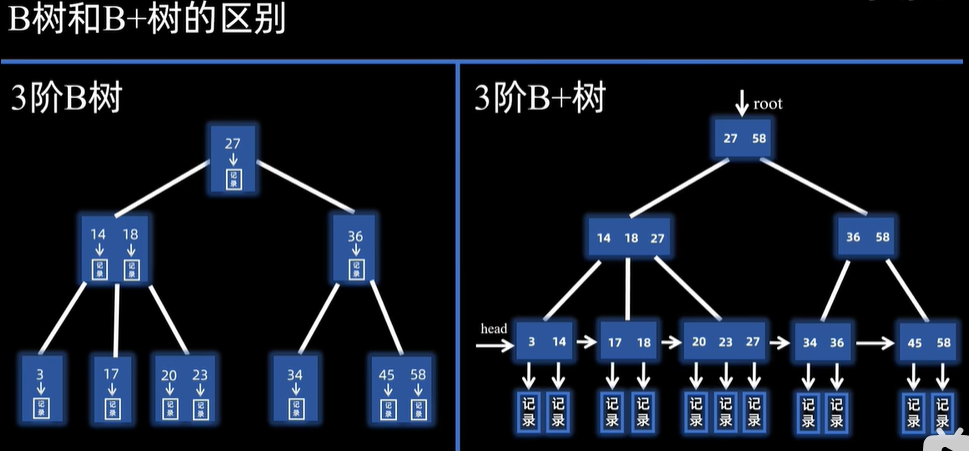 B树和B+树的区别
3阶B树
27
记录
14 18
记录 记录
36
记录
3
记录
17
记录
20 23
记录 记录
34
记录
45 58
记录 记录
3阶B+树
root
27 58
14 18 27
36 58
head
3 14
17 18
20 23 27
34 36
45 58
记录 记录
记录 记录
记录 记录 记录
记录 记录
记录 记录